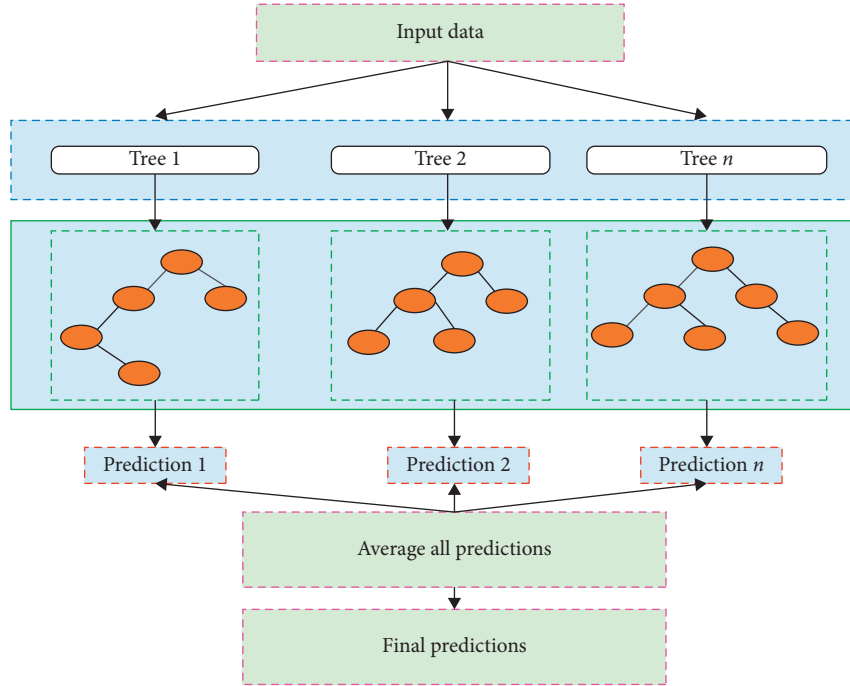 Input data
Tree 1
Tree 2
Tree n
Prediction 1
Prediction 2
Prediction n
Average all predictions
Final predictions